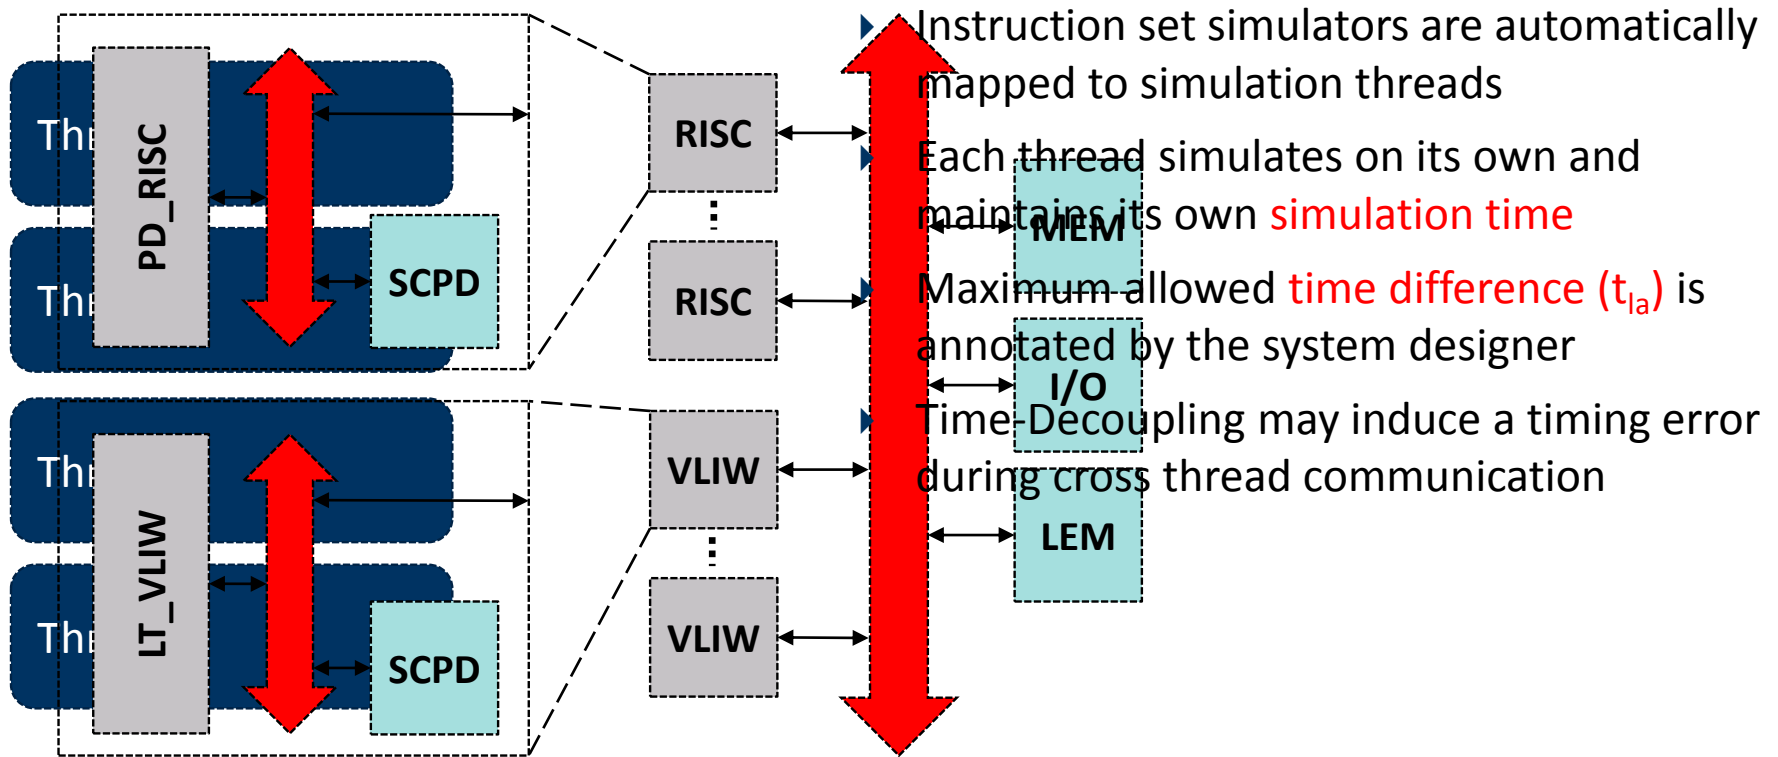 Instruction set simulators are automatically
mapped to simulation threads
Each thread simulates on its own and
maintains its own simulation time
Maximum allowed time difference (tla) is
annotated by the system designer
Time-Decoupling may induce a timing error
during cross thread communication
PD_RISC
SCPD
LT_VLIW
SCPD
RISC
RISC
VLIW
VLIW
MEM
I/O
LEM